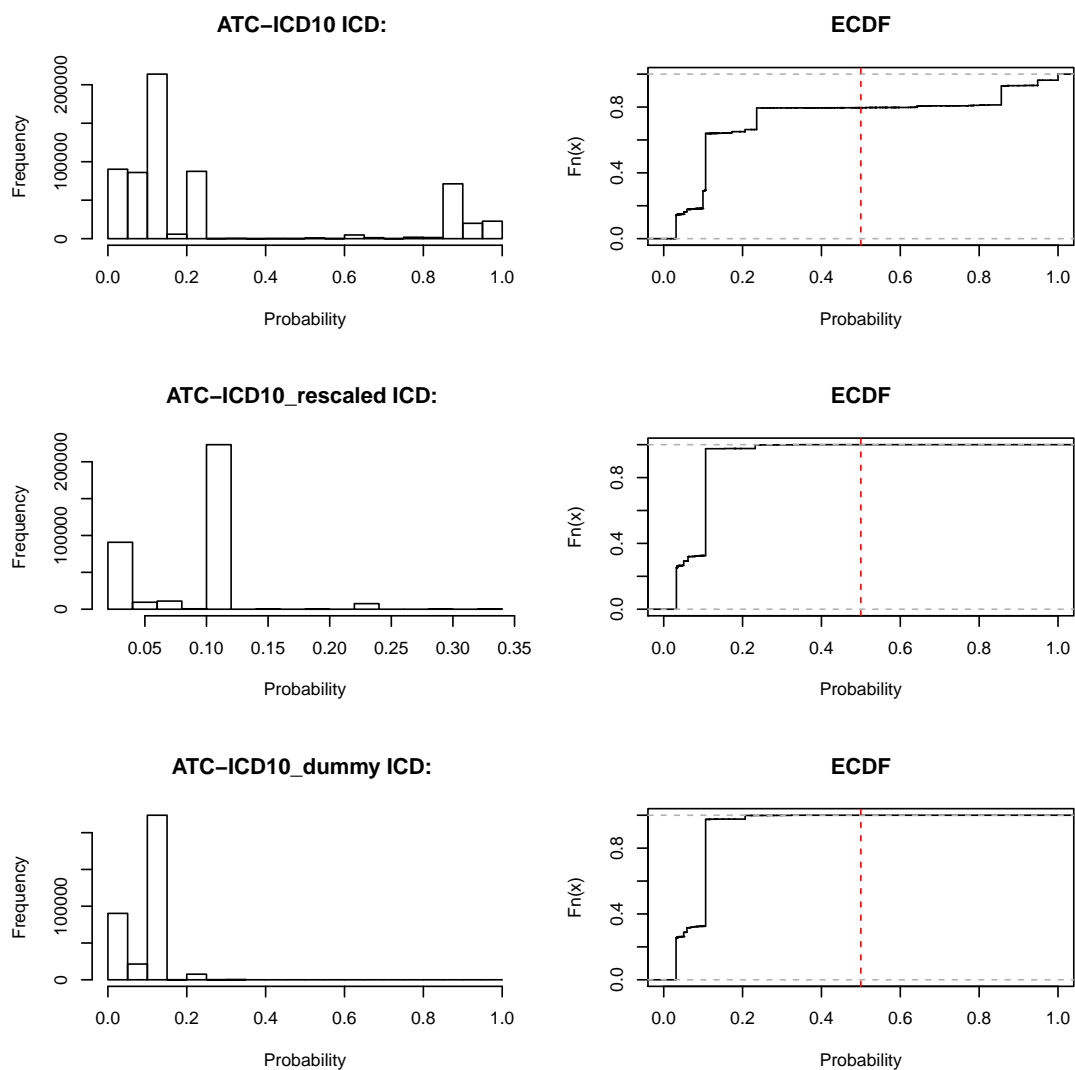 ATC−ICD10 ICD:
Frequency
0 100000 200000
0.0 0.2 0.4 0.6 0.8 1.0
Probability
ECDF
Fn(x)
0.0 0.4 0.8
0.0 0.2 0.4 0.6 0.8 1.0
Probability
ATC−ICD10_rescaled ICD:
Frequency
0 100000 200000
0.05 0.10 0.15 0.20 0.25 0.30 0.35
Probability
ECDF
Fn(x)
0.0 0.4 0.8
0.0 0.2 0.4 0.6 0.8 1.0
Probability
ATC−ICD10_dummy ICD:
Frequency
0 100000
0.0 0.2 0.4 0.6 0.8 1.0
Probability
ECDF
Fn(x)
0.0 0.4 0.8
0.0 0.2 0.4 0.6 0.8 1.0
Probability